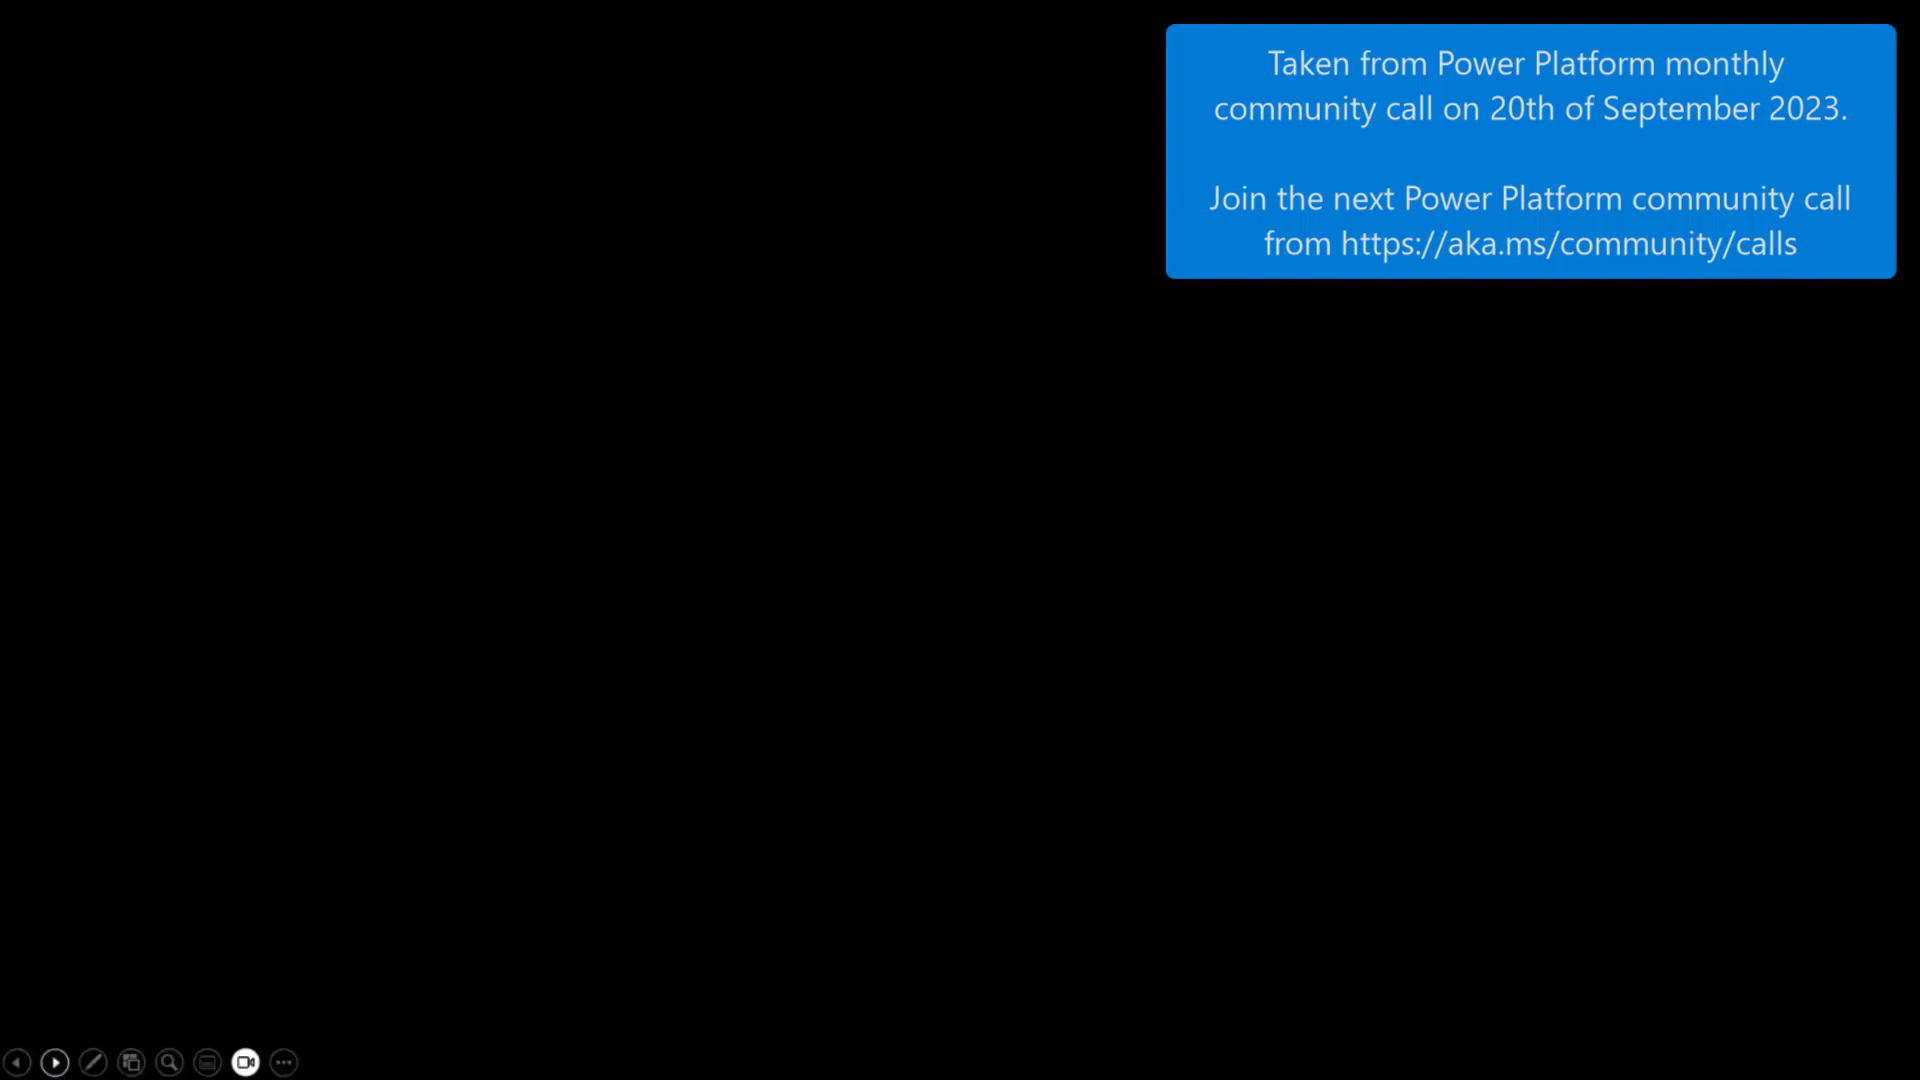 Taken from Power Platform monthly
community call on 20th of September 2023.
Join the next Power Platform community call
from https://aka.ms/community/calls